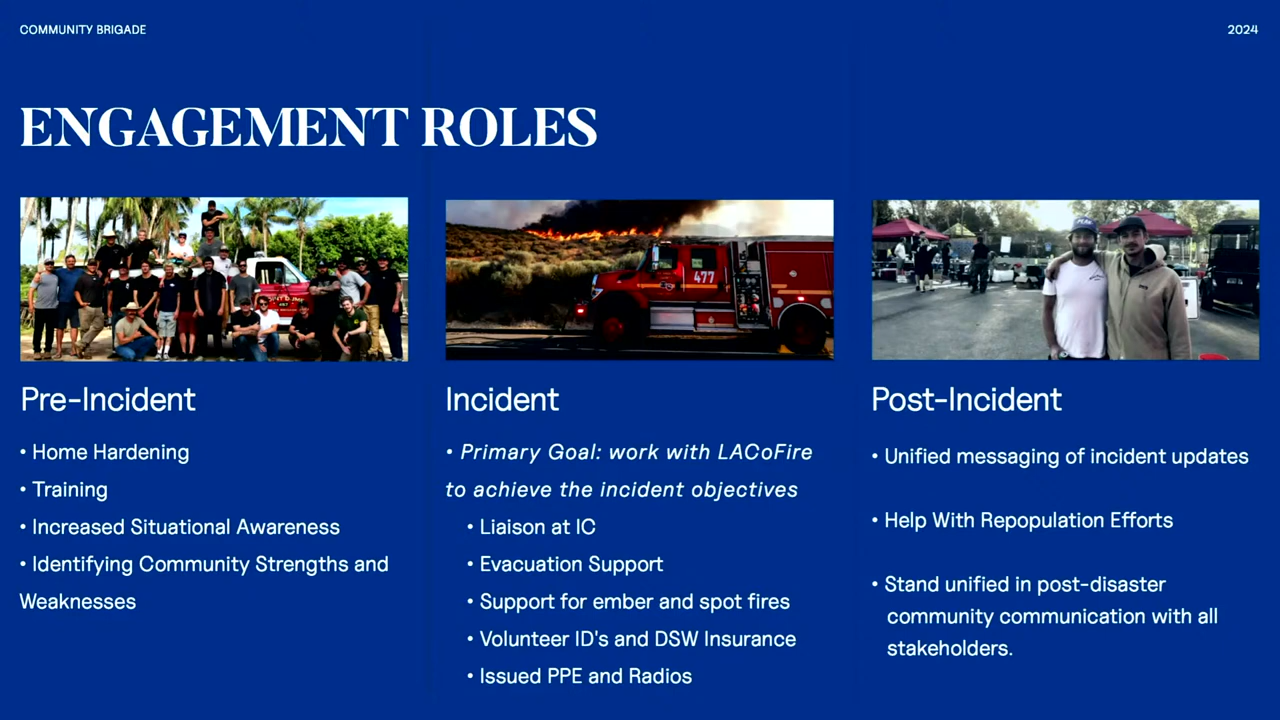 COMMUNITY BRIGADE
2024
ENGAGEMENT ROLES
477
Pre-Incident
• Home Hardening
• Training
• Increased Situational Awareness
• Identifying Community Strengths and
Weaknesses
Incident
• Primary Goal: work with LACoFire
to achieve the incident objectives
• Liaison at IC
• Evacuation Support
• Support for ember and spot fires
• Volunteer ID's and DSW Insurance
• Issued PPE and Radios
Post-Incident
• Unified messaging of incident updates
• Help With Repopulation Efforts
• Stand unified in post-disaster
community communication with all
stakeholders.